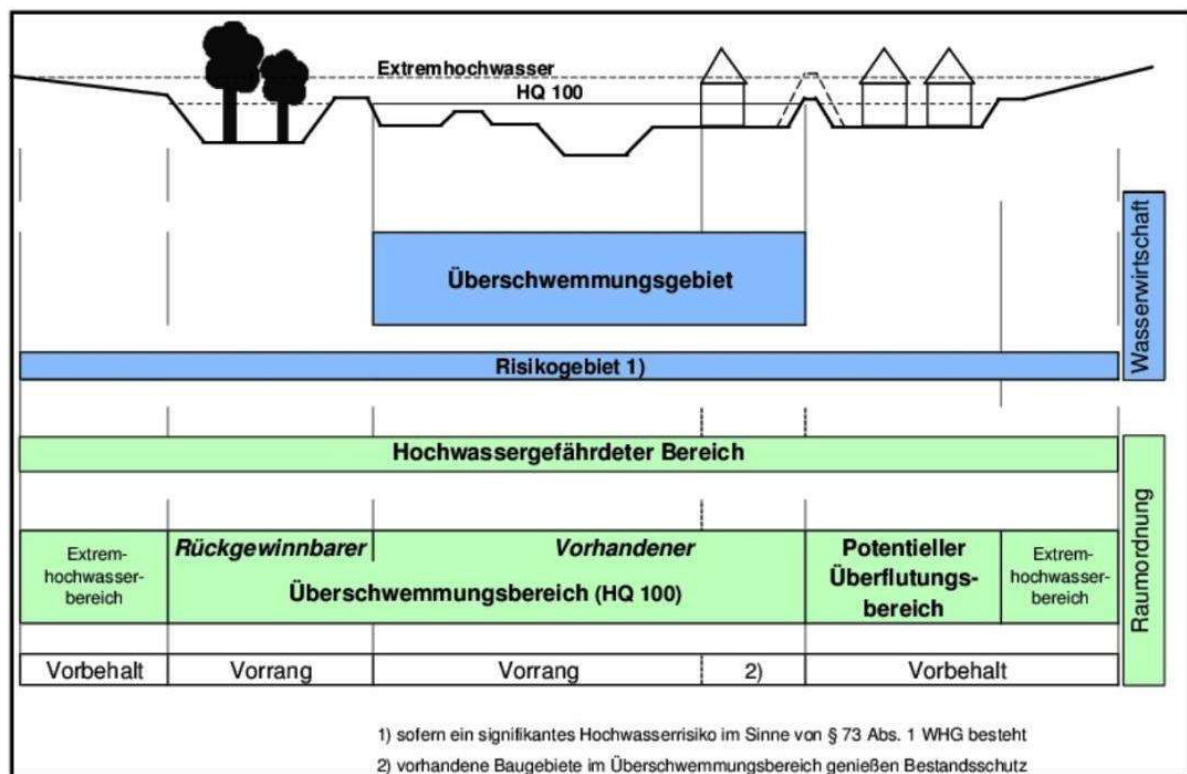 Extremhochwasser
HQ 100
Wasserwirtschaft
Überschwemmungsgebiet
Risikogebiet 1)
Raumordnung
Hochwassergefährdeter Bereich
Extrem-
hochwasser-
bereich
Rückgewinnbarer
Vorhandener
Überschwemmungsbereich (HQ 100)
Potentieller
Überflutungs-
bereich
Extrem-
hochwasser-
bereich
Vorbehalt
Vorrang
Vorrang
2)
Vorbehalt
1) sofern ein signifikantes Hochwasserrisiko im Sinne von § 73 Abs. 1 WHG besteht
2) vorhandene Baugebiete im Überschwemmungsbereich genießen Bestandsschutz